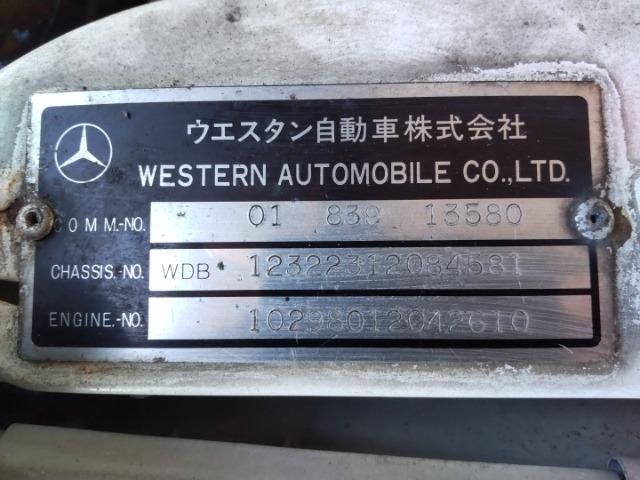 ウエスタン自動車株式会社
WESTERN AUTOMOBILE CO.,LTD.
COMM.-NO. 01 839 13580
CHASSIS.-NO. WDB 12322312084581
ENGINE.-NO. 10298012042610